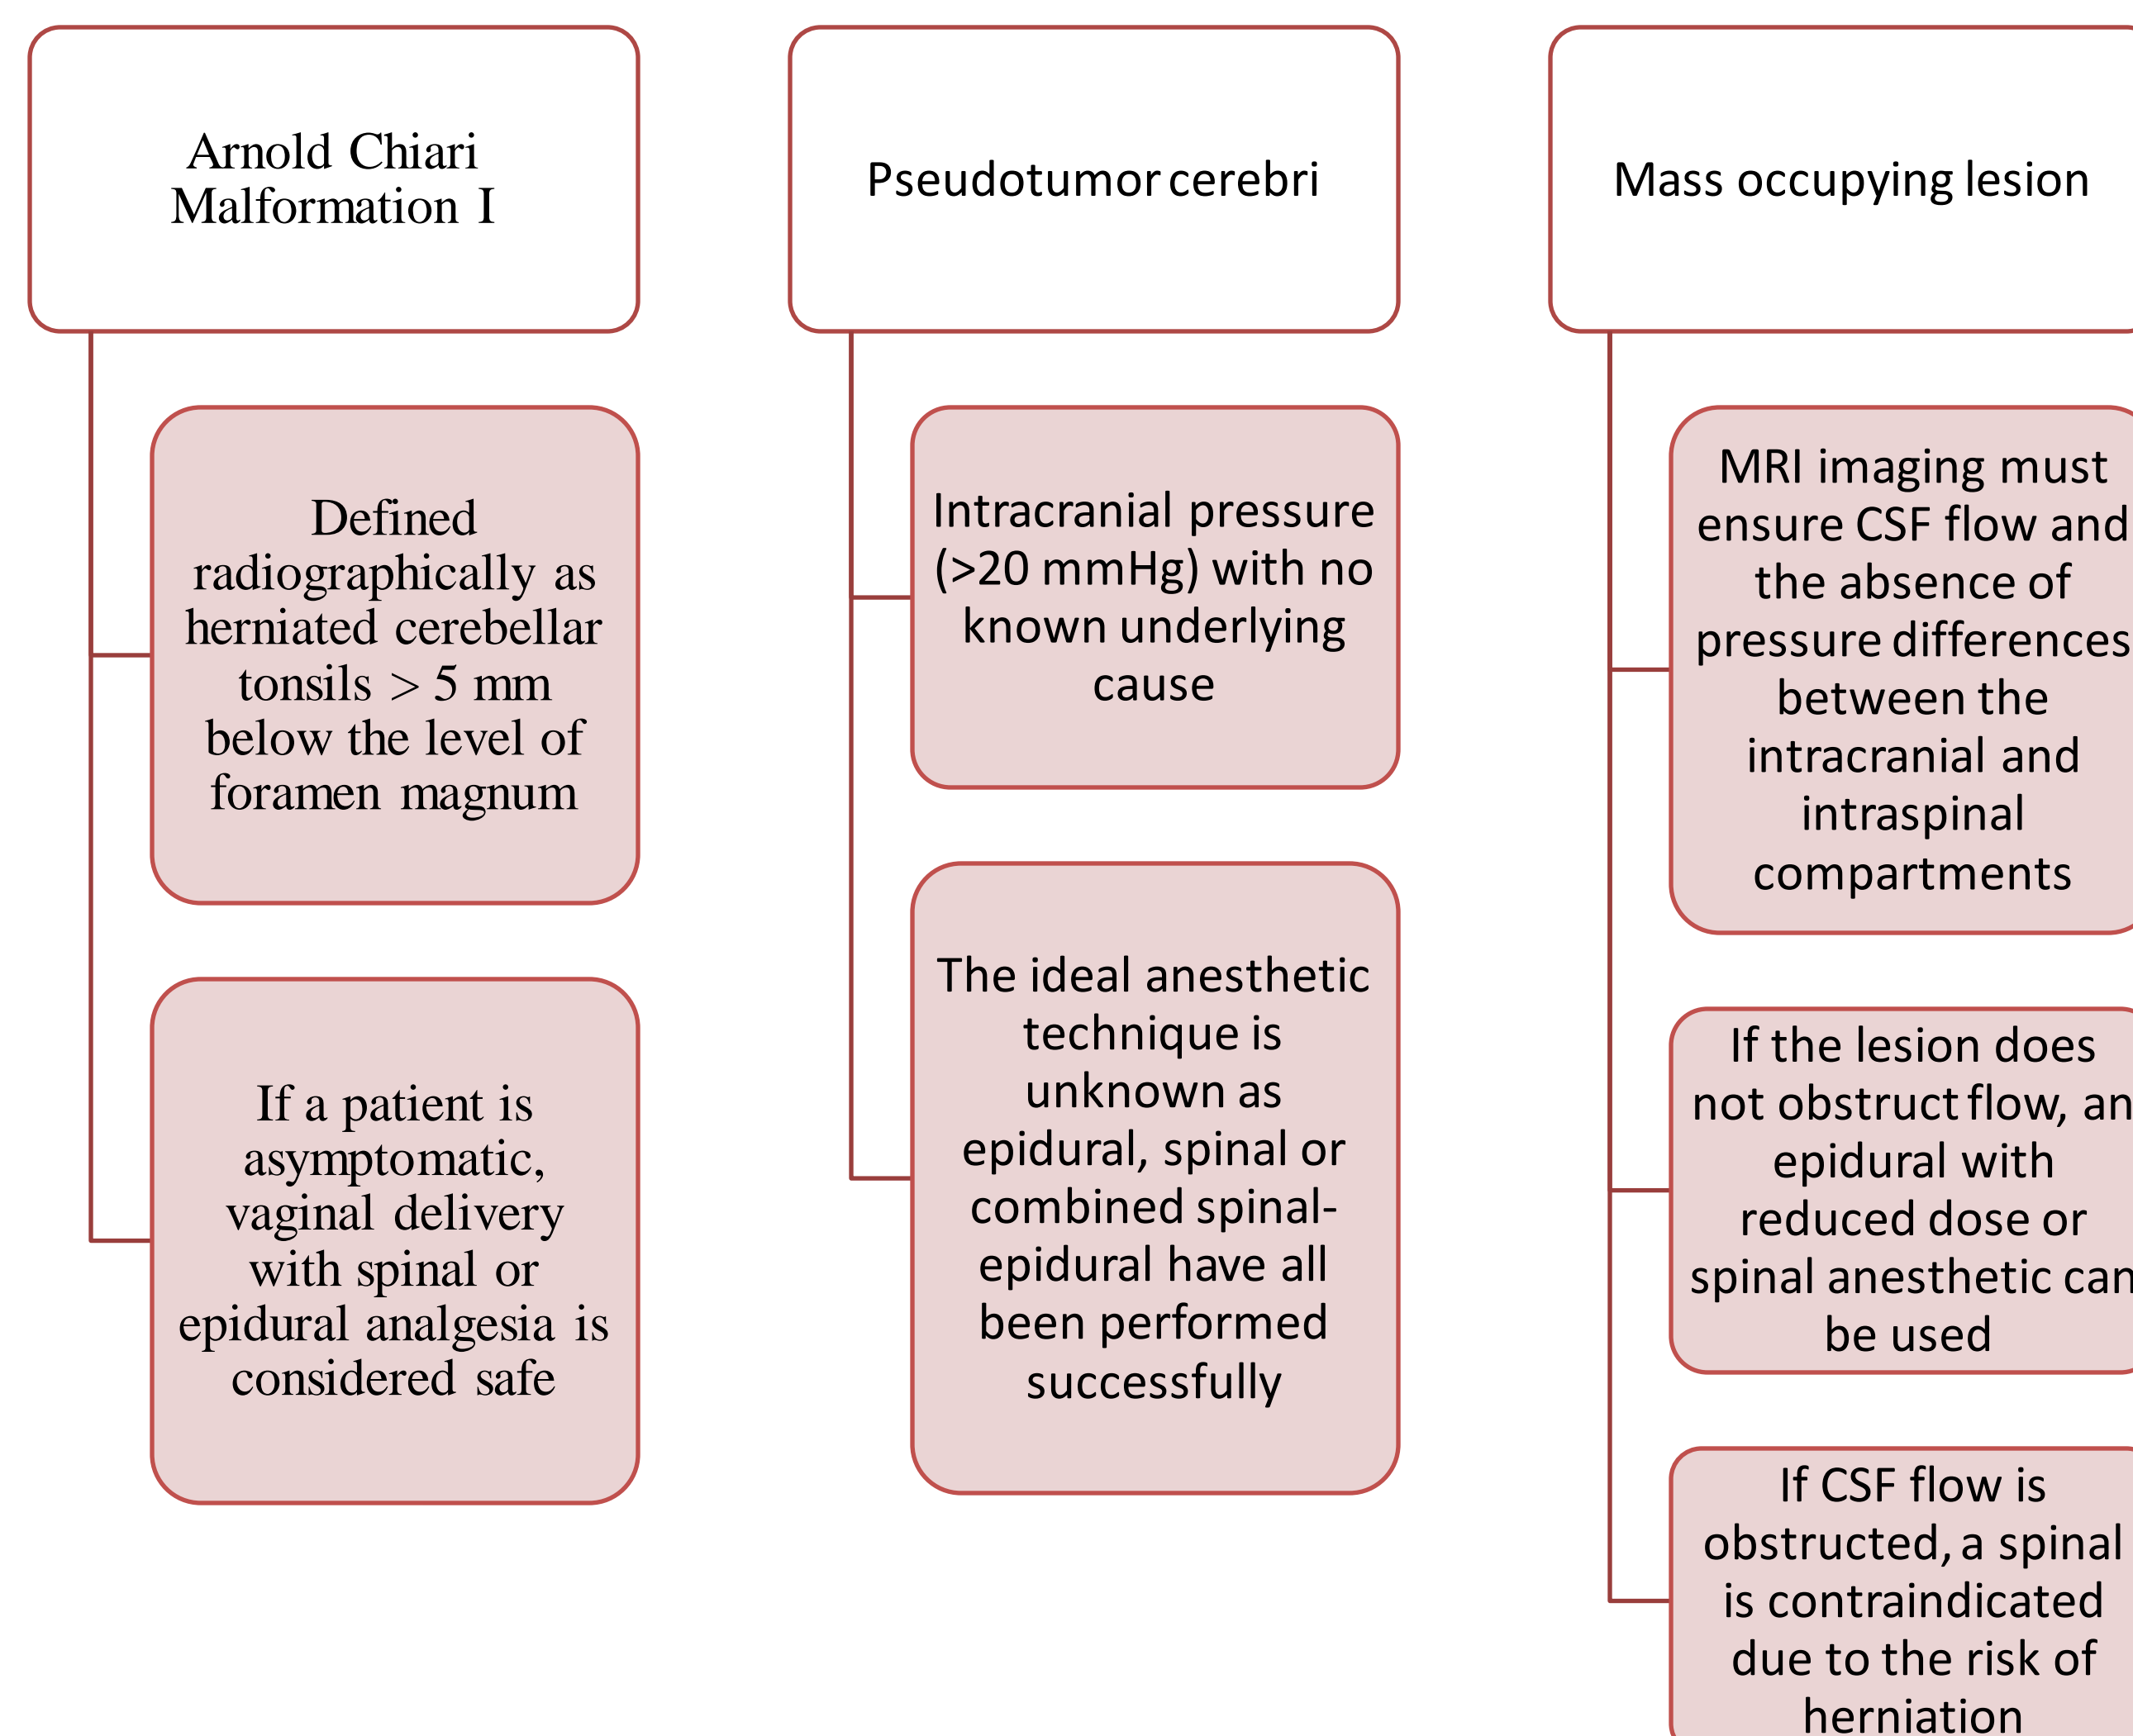 Arnold Chiari
Malformation I
Defined
radiographically as
herniated cerebellar
tonsils > 5 mm
below the level of
foramen magnum
If a patient is
asymptomatic,
vaginal delivery
with spinal or
epidural analgesia is
considered safe
Pseudotumor cerebri
Intracranial pressure
(>20 mmHg) with no
known underlying
cause
The ideal anesthetic
technique is
unknown as
epidural, spinal or
combined spinal-
epidural have all
been performed
successfully
Mass occupying lesion
MRI imaging must
ensure CSF flow and
the absence of
pressure differences
between the
intracranial and
intraspinal
compartments
If the lesion does
not obstruct flow, an
epidural with
reduced dose or
spinal anesthetic can
be used
If CSF flow is
obstructed, a spinal
is contraindicated
due to the risk of
herniation